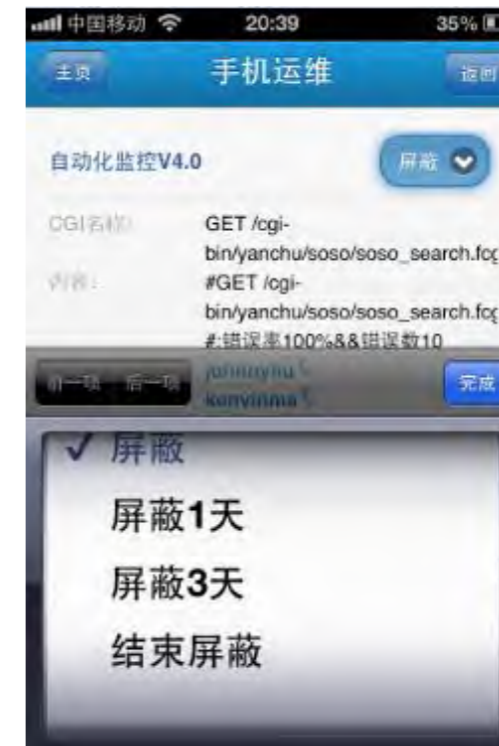 中国移动 20:39 35%
主页 手机运维 返回
自动化监控V4.0 屏蔽
CGI名称: GET /cgi-
bin/yanchu/soso/soso_search.fcg
内容: #GET /cgi-
bin/yanchu/soso/soso_search.fcg
#:错误率100%&&错误数10
前一项 后一项 完成
✓ 屏蔽
屏蔽1天
屏蔽3天
结束屏蔽